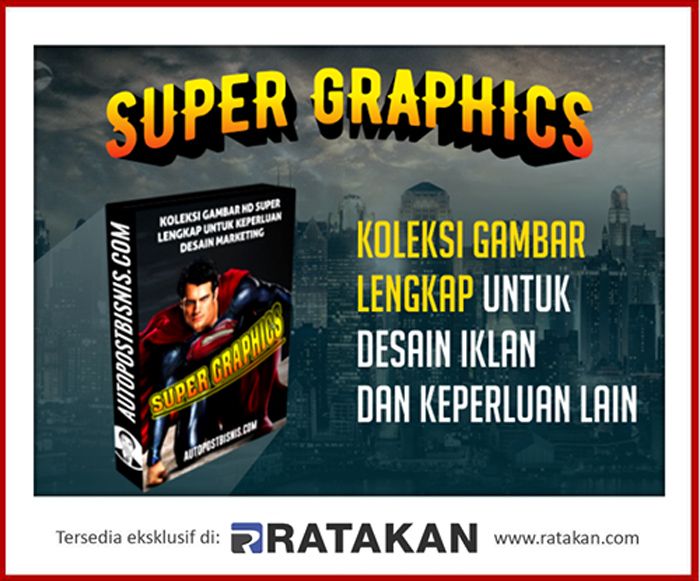 SUPER GRAPHICS
KOLEKSI GAMBAR HD SUPER
LENGKAP UNTUK KEPERLUAN
DESAIN MARKETING
AUTOPOSTBISNIS.COM
SUPER GRAPHICS
AUTOPOSTBISNIS.COM
KOLEKSI GAMBAR
LENGKAP UNTUK
DESAIN IKLAN
DAN KEPERLUAN LAIN
Tersedia eksklusif di: RATAKAN www.ratakan.com